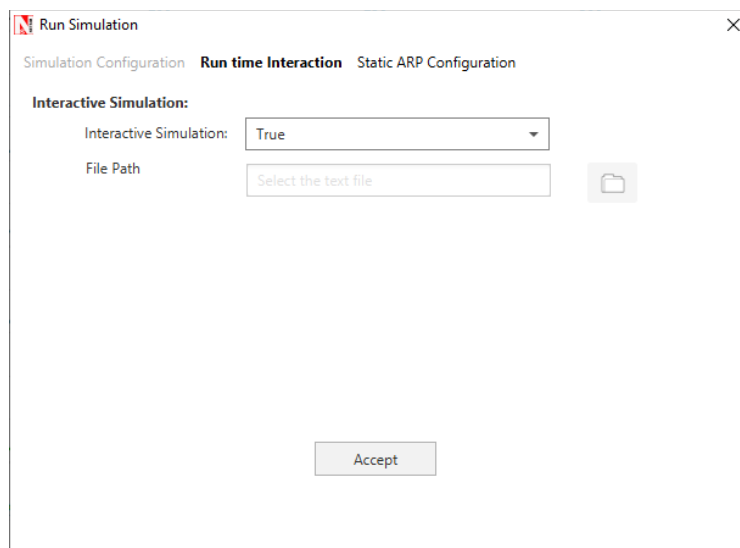 Run Simulation
Simulation Configuration Run time Interaction Static ARP Configuration
Interactive Simulation:
Interactive Simulation: True
File Path Select the text file
Accept